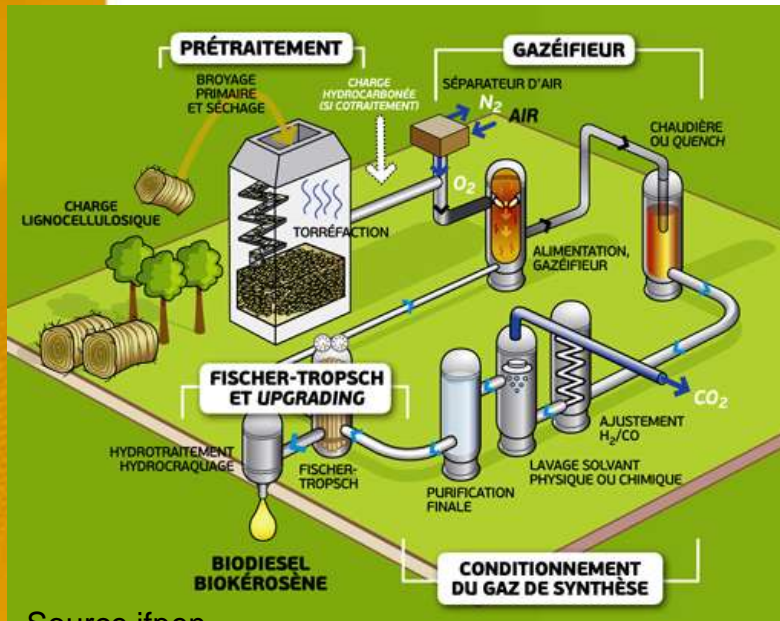 PRÉTRAITEMENT
BROYAGE
PRIMAIRE
ET SÉCHAGE
CHARGE
HYDROCARBONÉE
(SI COTRAITEMENT)
GAZÉIFIEUR
SÉPARATEUR D'AIR
N2
AIR
O2
CHAUDIÈRE
OU QUENCH
CHARGE
LIGNOCELLULOSIQUE
TORRÉFACTION
ALIMENTATION,
GAZÉIFIEUR
FISCHER-TROPSCH
ET UPGRADING
HYDROTRAITEMENT
HYDROCRAQUAGE
FISCHER-
TROPSCH
CO2
AJUSTEMENT
H2/CO
LAVAGE SOLVANT
PHYSIQUE OU CHIMIQUE
PURIFICATION
FINALE
BIODIESEL
BIOKÉROSÈNE
CONDITIONNEMENT
DU GAZ DE SYNTHÈSE
Source ifpen